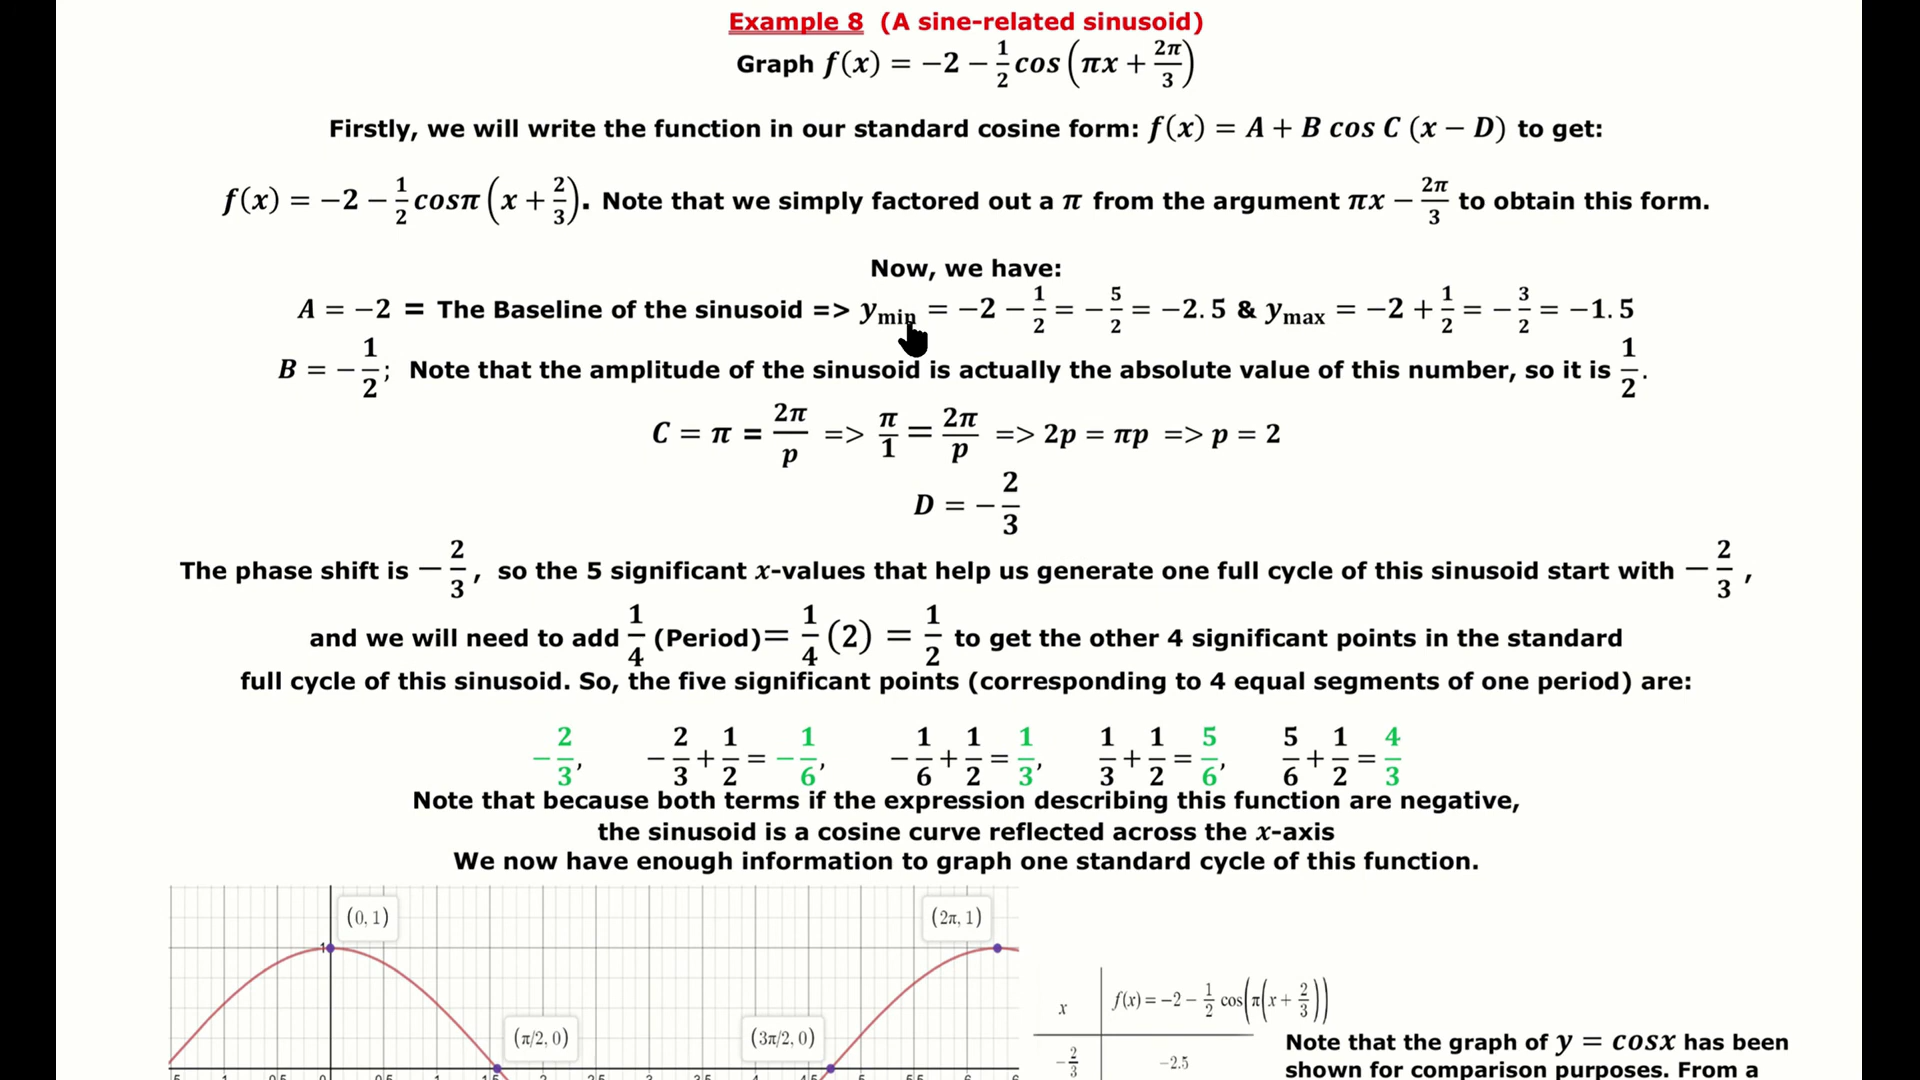 Example 8 (A sine-related sinusoid)
Graph f(x) = −2 − 1/2 cos (πx + 2π/3)
Firstly, we will write the function in our standard cosine form: f(x) = A + B cos C (x − D) to get:
f(x) = −2 − 1/2 cosπ (x + 2/3). Note that we simply factored out a π from the argument πx − 2π/3 to obtain this form.
Now, we have:
A = −2 = The Baseline of the sinusoid => y_min = −2 − 1/2 = − 5/2 = −2.5 & y_max = −2 + 1/2 = − 3/2 = −1.5
B = − 1/2; Note that the amplitude of the sinusoid is actually the absolute value of this number, so it is 1/2.
C = π = 2π/p => π/1 = 2π/p => 2p = πp => p = 2
D = − 2/3
The phase shift is − 2/3, so the 5 significant x-values that help us generate one full cycle of this sinusoid start with − 2/3,
and we will need to add 1/4 (Period)= 1/4 (2) = 1/2 to get the other 4 significant points in the standard
full cycle of this sinusoid. So, the five significant points (corresponding to 4 equal segments of one period) are:
− 2/3, − 2/3 + 1/2 = − 1/6, − 1/6 + 1/2 = 1/3, 1/3 + 1/2 = 5/6, 5/6 + 1/2 = 4/3
Note that because both terms if the expression describing this function are negative,
the sinusoid is a cosine curve reflected across the x-axis
We now have enough information to graph one standard cycle of this function.
(0, 1)
(2π, 1)
1
(π/2, 0)
(3π/2, 0)
x f(x) = −2 − 1/2 cos(π(x + 2/3))
− 2/3 −2.5
Note that the graph of y = cosx has been
shown for comparison purposes. From a